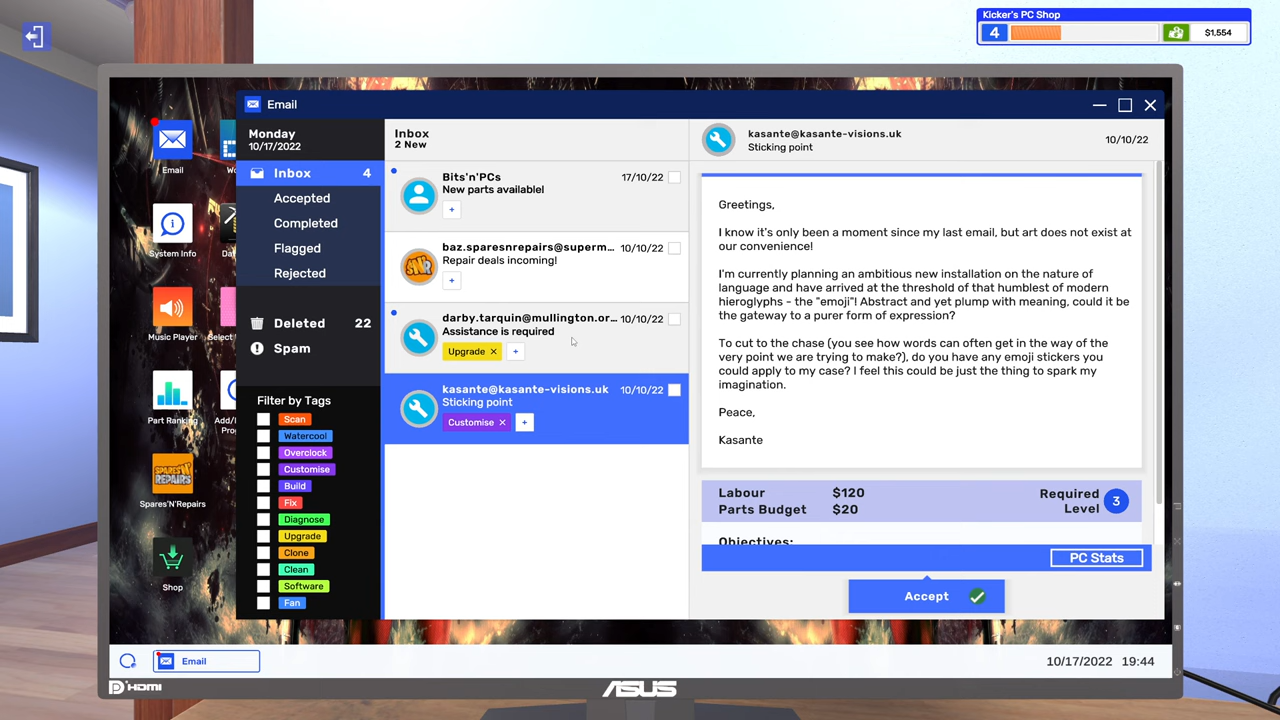 Kicker's PC Shop
4
$1,554
Email
Email
System Info
Music Player
Part Ranking
Spares'N'Repairs
SPARES'N'
REPAIRS
Shop
Monday
10/17/2022
Inbox 4
Accepted
Completed
Flagged
Rejected
Deleted 22
Spam
Filter by Tags
Scan
Watercool
Overclock
Customise
Build
Fix
Diagnose
Upgrade
Clone
Clean
Software
Fan
Inbox
2 New
Bits'n'PCs 17/10/22
New parts available!
+
baz.sparesnrepairs@superm... 10/10/22
Repair deals incoming!
SNR
+
darby.tarquin@mullington.or... 10/10/22
Assistance is required
Upgrade × +
kasante@kasante-visions.uk 10/10/22
Sticking point
Customise × +
kasante@kasante-visions.uk 10/10/22
Sticking point
Greetings,
I know it's only been a moment since my last email, but art does not exist at
our convenience!
I'm currently planning an ambitious new installation on the nature of
language and have arrived at the threshold of that humblest of modern
hieroglyphs - the "emoji"! Abstract and yet plump with meaning, could it be
the gateway to a purer form of expression?
To cut to the chase (you see how words can often get in the way of the
very point we are trying to make?), do you have any emoji stickers you
could apply to my case? I feel this could be just the thing to spark my
imagination.
Peace,
Kasante
Labour $120
Parts Budget $20
Required
Level 3
Objectives:
PC Stats
Accept
Email
10/17/2022 19:44
DP HDMI
ASUS